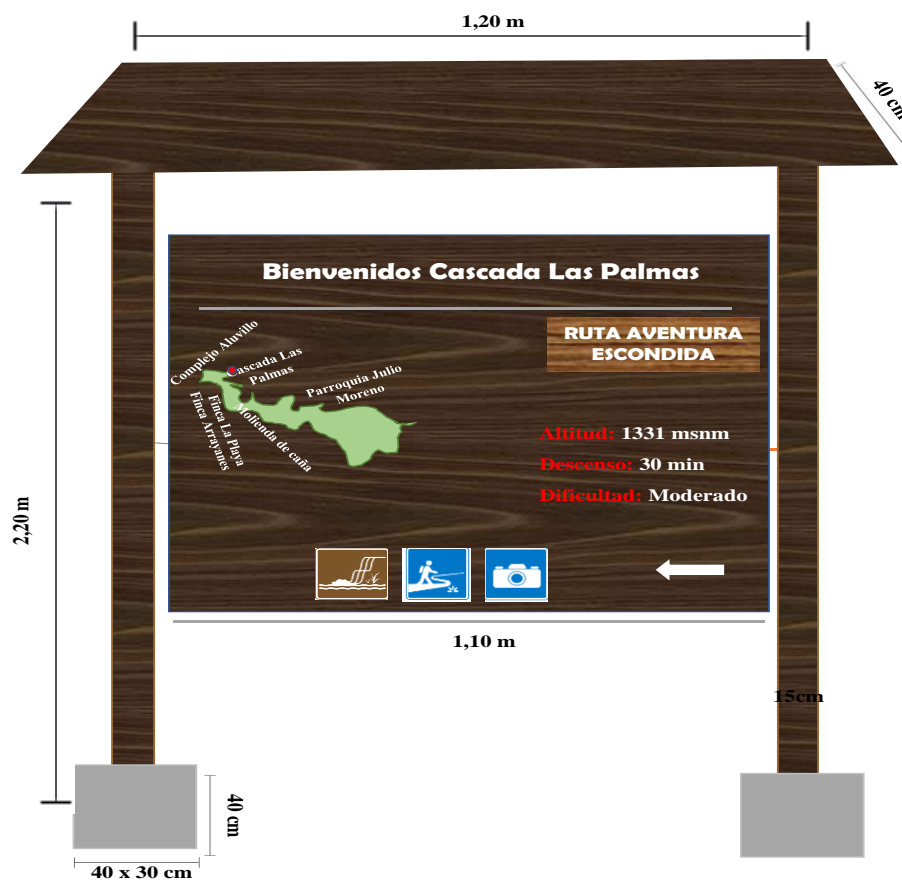 1,20 m
40 cm
Bienvenidos Cascada Las Palmas
RUTA AVENTURA
ESCONDIDA
Complejo Aluvillo
Cascada Las
Palmas
Parroquia Julio
Moreno
Molienda de caña
Finca La Playa
Finca Arrayanes
Altitud: 1331 msnm
Descenso: 30 min
Dificultad: Moderado
2,20 m
1,10 m
15cm
40 cm
40 x 30 cm